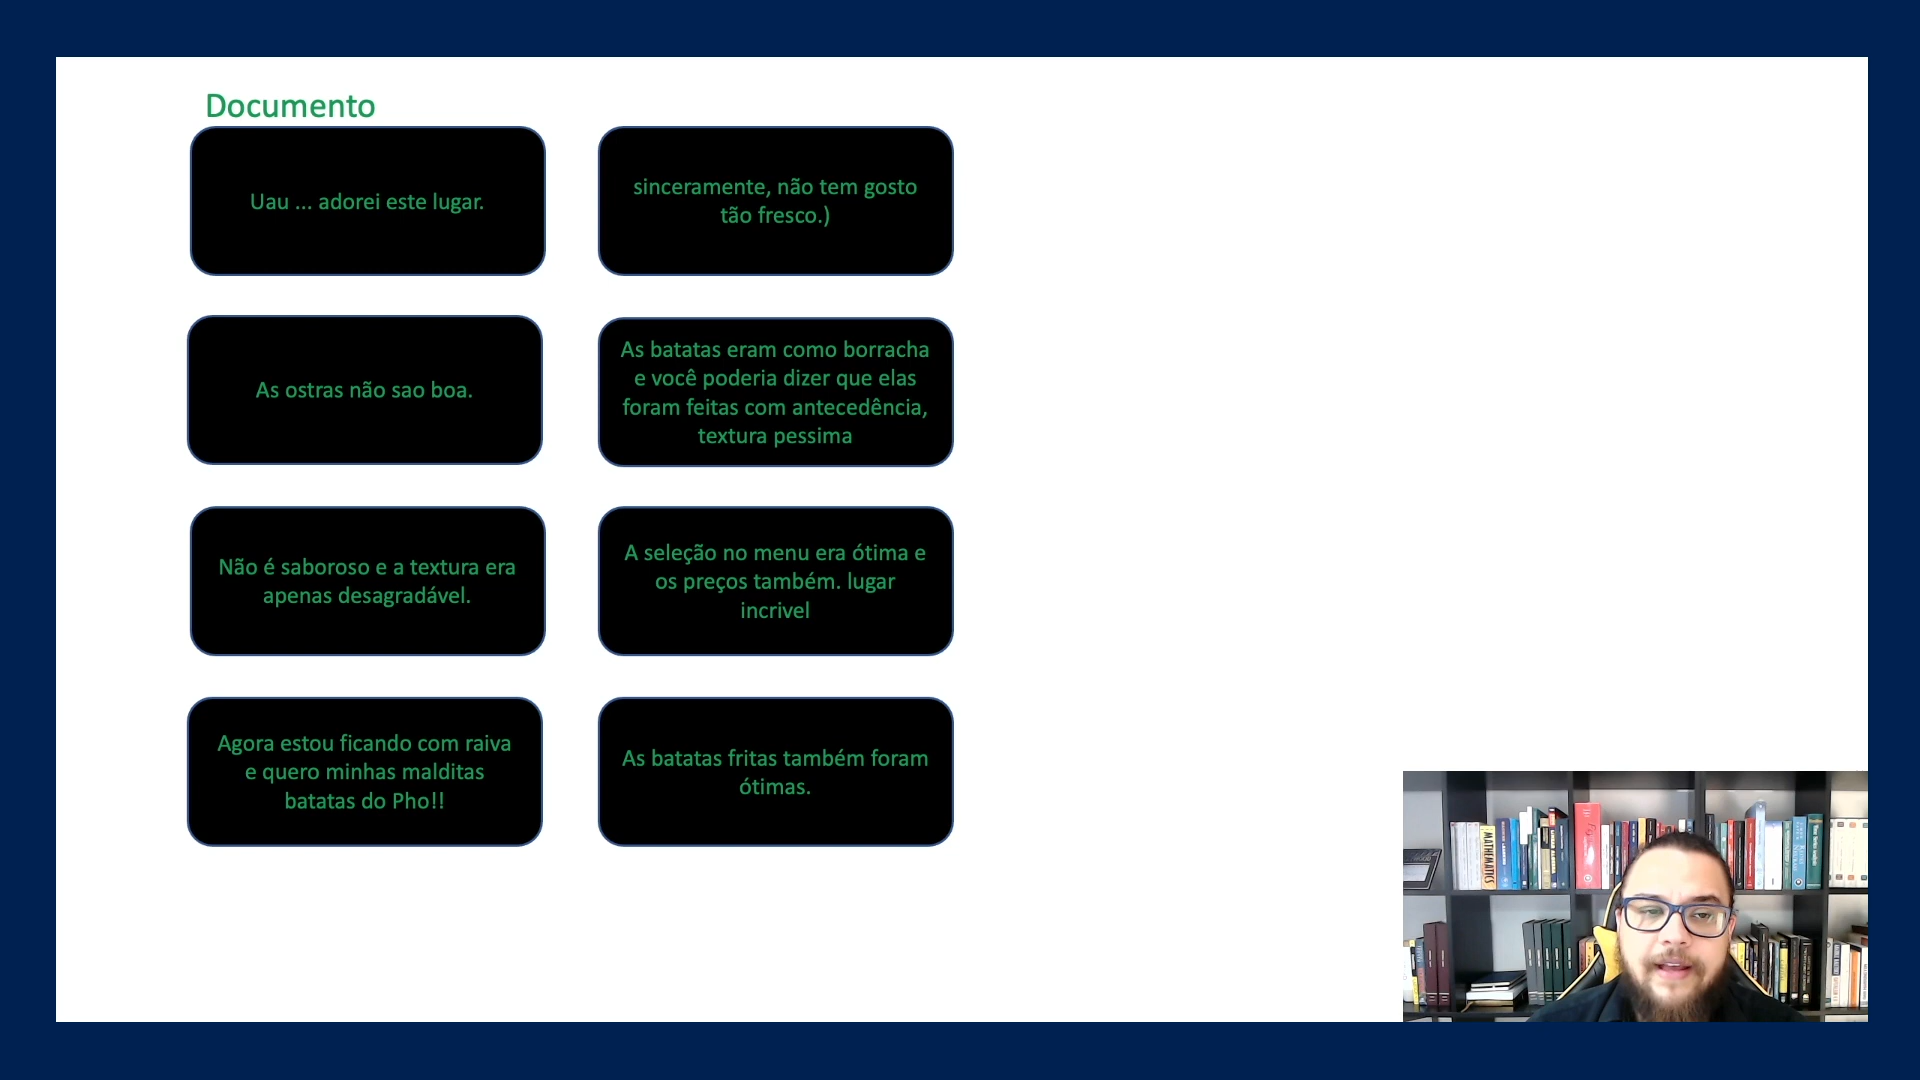 Documento
Uau ... adorei este lugar.
sinceramente, não tem gosto
tão fresco.)
As ostras não sao boa.
As batatas eram como borracha
e você poderia dizer que elas
foram feitas com antecedência,
textura pessima
Não é saboroso e a textura era
apenas desagradável.
A seleção no menu era ótima e
os preços também. lugar
incrivel
Agora estou ficando com raiva
e quero minhas malditas
batatas do Pho!!
As batatas fritas também foram
ótimas.
MATHEMATICS